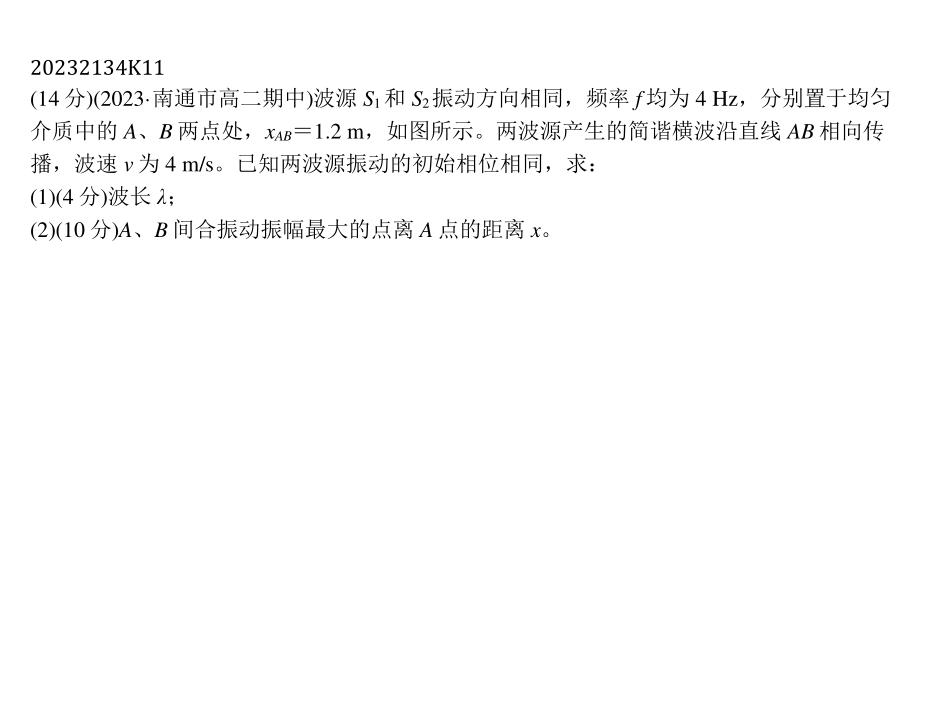 20232134K11
(14 分)(2023·南通市高二期中)波源 S1 和 S2 振动方向相同，频率 f 均为 4 Hz，分别置于均匀
介质中的 A、B 两点处，xAB＝1.2 m，如图所示。两波源产生的简谐横波沿直线 AB 相向传
播，波速 v 为 4 m/s。已知两波源振动的初始相位相同，求：
(1)(4 分)波长 λ；
(2)(10 分)A、B 间合振动振幅最大的点离 A 点的距离 x。